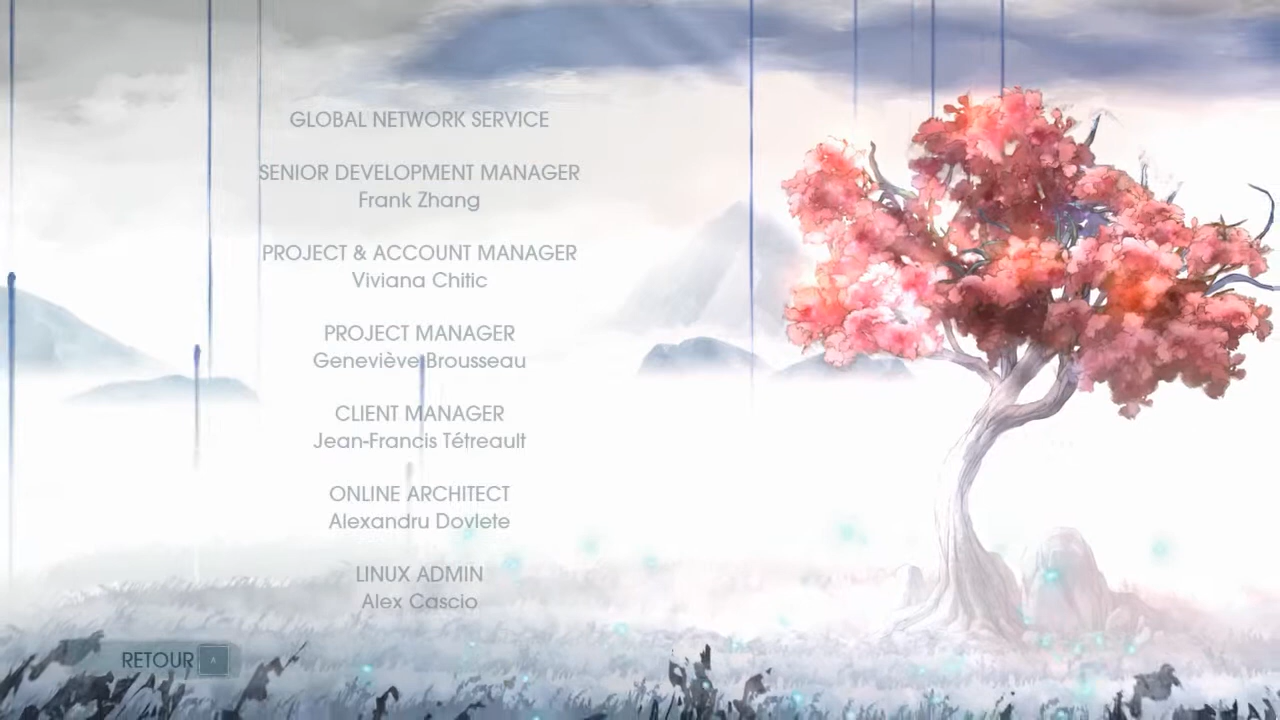 GLOBAL NETWORK SERVICE
SENIOR DEVELOPMENT MANAGER
Frank Zhang
PROJECT & ACCOUNT MANAGER
Viviana Chitic
PROJECT MANAGER
Geneviève Brousseau
CLIENT MANAGER
Jean-Francis Tétreault
ONLINE ARCHITECT
Alexandru Dovlete
LINUX ADMIN
Alex Cascio
RETOUR